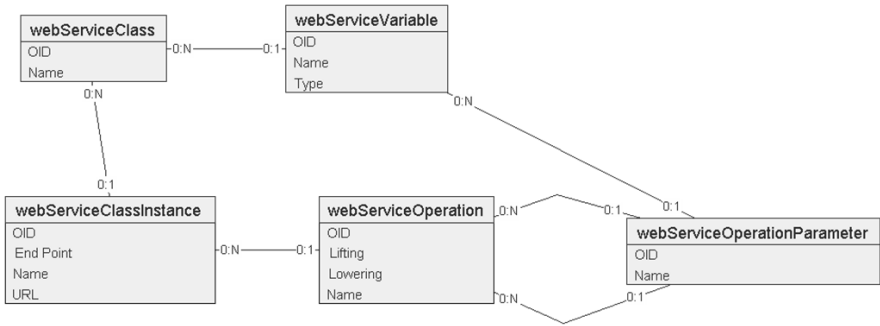 webServiceClass
OID
Name
0:N
0:1
webServiceVariable
OID
Name
Type
0:N
0:N
0:1
0:1
webServiceClassInstance
OID
End Point
Name
URL
0:N
0:1
webServiceOperation
OID
Lifting
Lowering
Name
0:N
0:1
0:N
0:1
webServiceOperationParameter
OID
Name